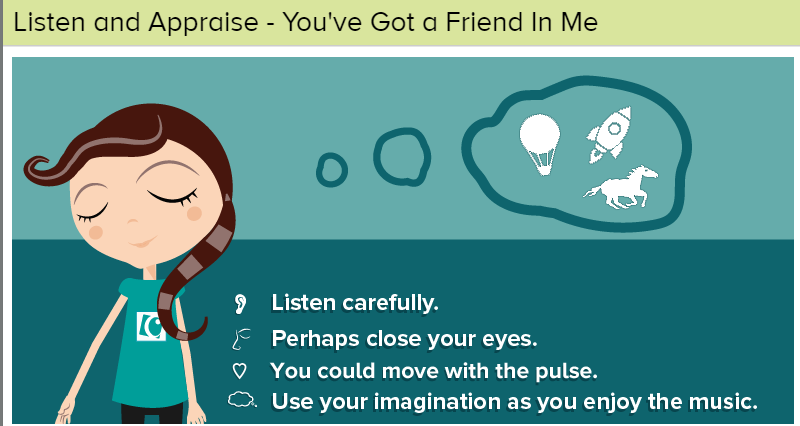 Listen and Appraise - You've Got a Friend In Me
Listen carefully.
Perhaps close your eyes.
You could move with the pulse.
Use your imagination as you enjoy the music.